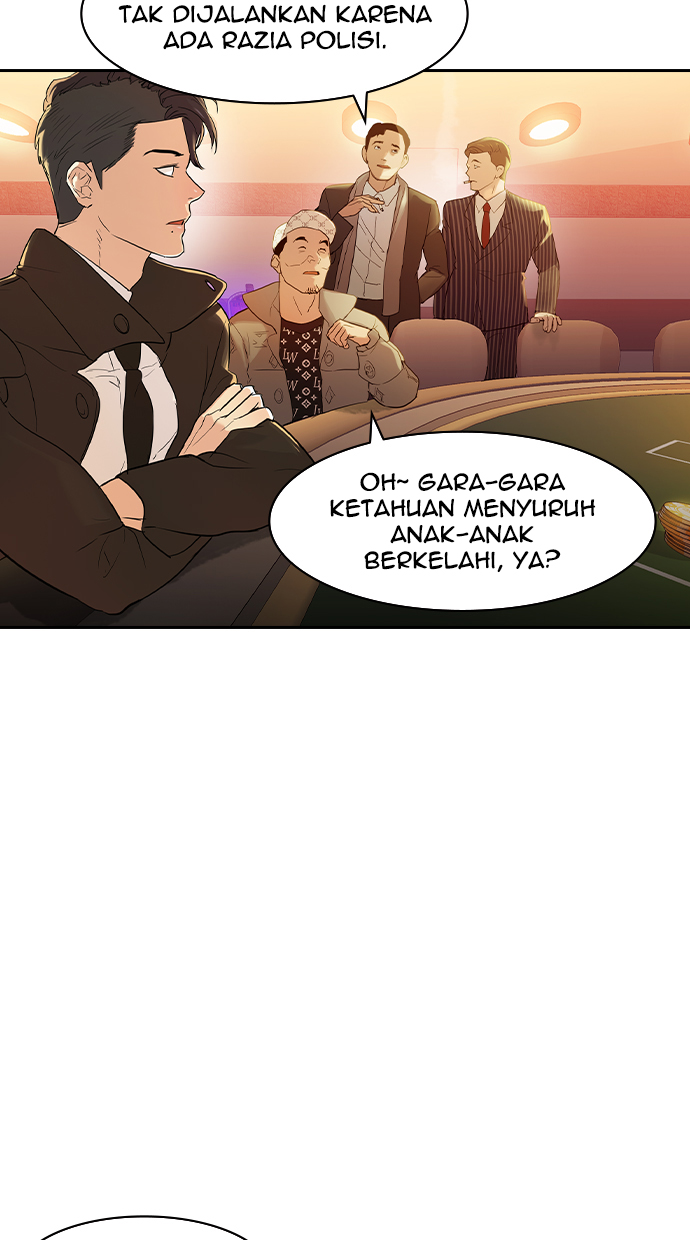 TAK DIJALANKAN KARENA
ADA RAZIA POLISI.
OH~ GARA-GARA
KETAHUAN MENYURUH
ANAK-ANAK
BERKELAHI, YA?